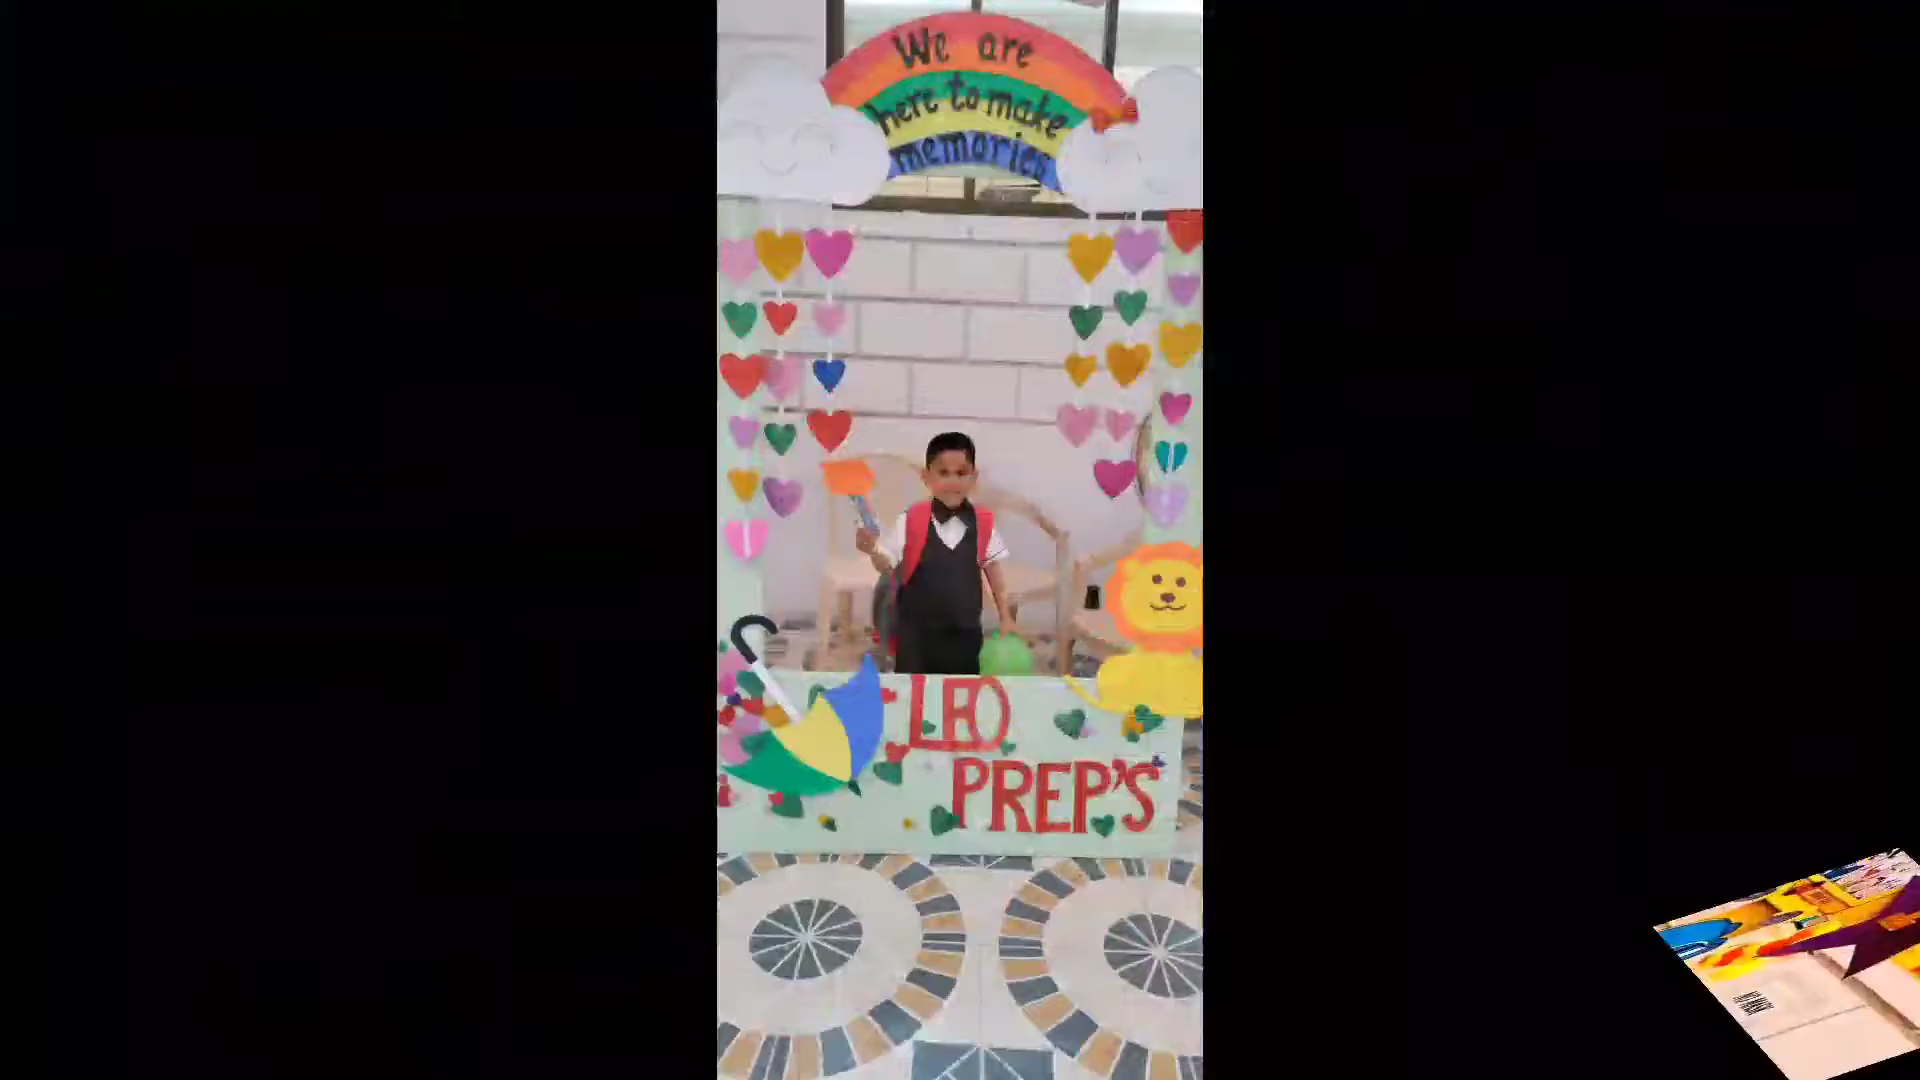 We are
here to make
memories
LEO
PREP'S